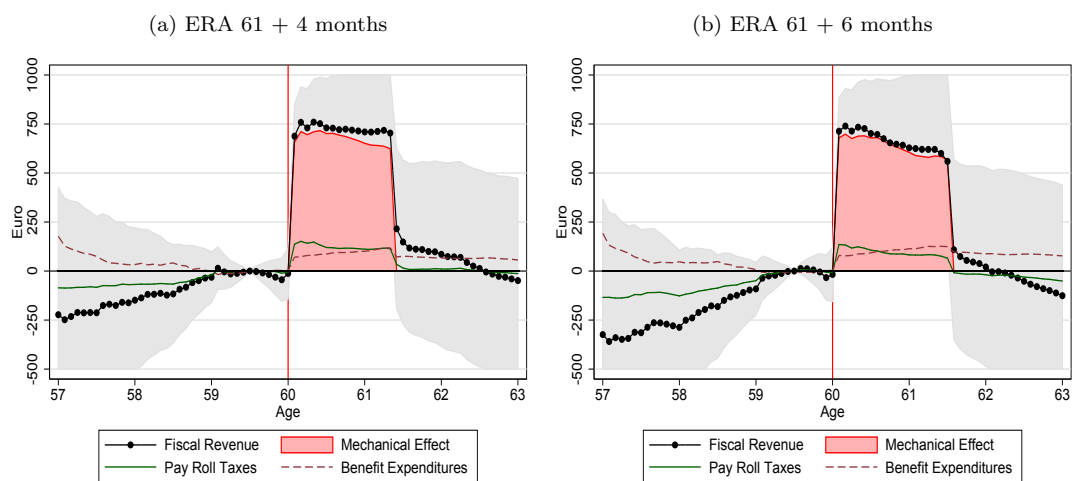 (a) ERA 61 + 4 months
1000
750
500
250
0
-250
-500
Euro
57
58
59
60
61
62
63
Age
Fiscal Revenue
Mechanical Effect
Pay Roll Taxes
Benefit Expenditures
(b) ERA 61 + 6 months
1000
750
500
250
0
-250
-500
Euro
57
58
59
60
61
62
63
Age
Fiscal Revenue
Mechanical Effect
Pay Roll Taxes
Benefit Expenditures